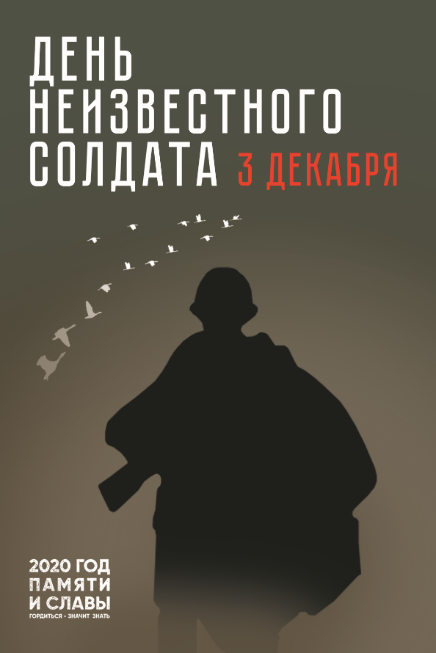 ДЕНЬ
НЕИЗВЕСТНОГО
СОЛДАТА 3 ДЕКАБРЯ
2020 ГОД
ПАМЯТИ
И СЛАВЫ
ГОРДИТЬСЯ - ЗНАЧИТ ЗНАТЬ